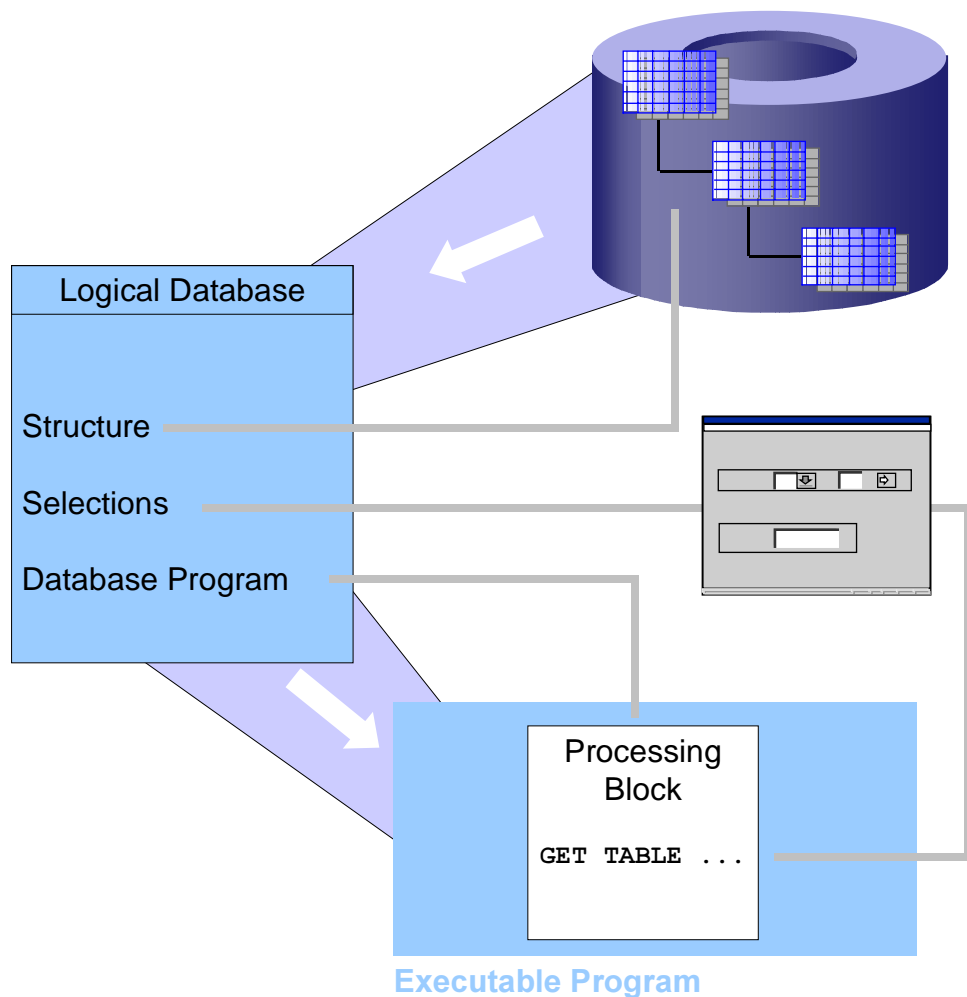 Logical Database
Structure
Selections
Database Program
Processing
Block
GET TABLE ...
Executable Program